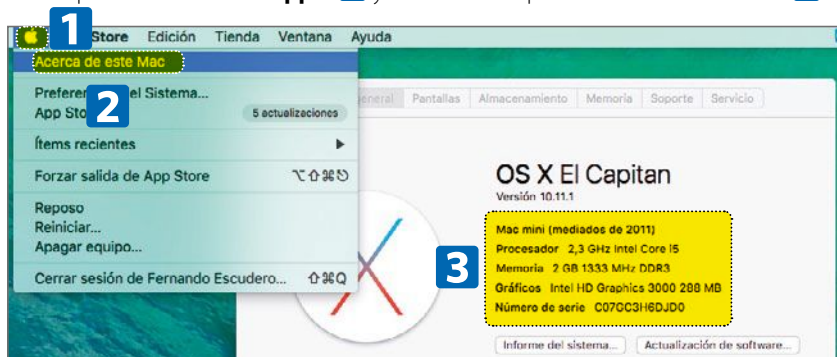 1
Store Edición Tienda Ventana Ayuda
Acerca de este Mac
2
Preferen el Sistema...
App Sto
5 actualizaciones
Ítems recientes
Forzar salida de App Store ⌥⇧⌘⎋
Reposo
Reiniciar...
Apagar equipo...
Cerrar sesión de Fernando Escudero... ⇧⌘Q
general Pantallas Almacenamiento Memoria Soporte Servicio
OS X El Capitan
Versión 10.11.1
3
Mac mini (mediados de 2011)
Procesador 2,3 GHz Intel Core i5
Memoria 2 GB 1333 MHz DDR3
Gráficos Intel HD Graphics 3000 288 MB
Número de serie C07GC3H6DJD0
Informe del sistema... Actualización de software...